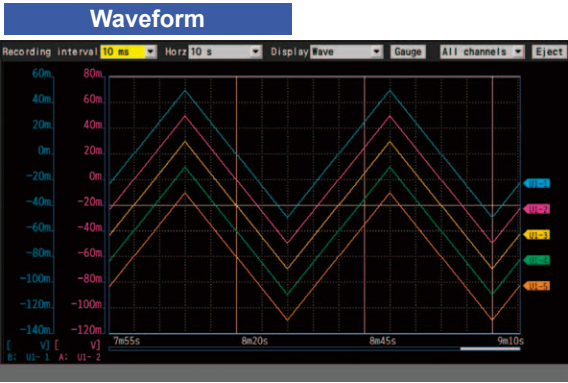 Waveform
Recording interval 10 ms Horz 10 s Display Wave Gauge All channels Eject
60m 80m
40m 60m
20m 40m
0m 20m
-20m 0m
-40m -20m
-60m -40m
-80m -60m
-100m -80m
-120m -100m
-140m -120m
7m55s 8m20s 8m45s 9m10s
[ V] [ V]
B: U1- 1 A: U1- 2
U1-1
U1-2
U1-3
U1-4
U1-5